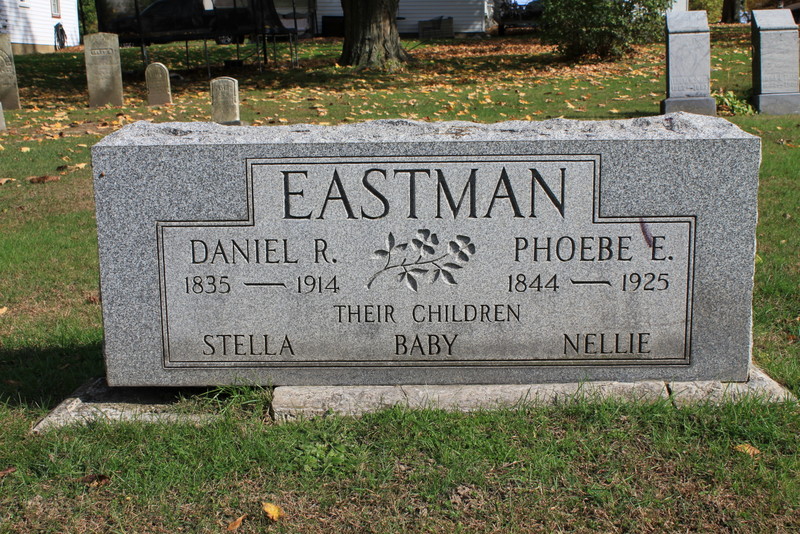 EASTMAN
DANIEL R. PHOEBE E.
1835 — 1914 1844 — 1925
THEIR CHILDREN
STELLA BABY NELLIE